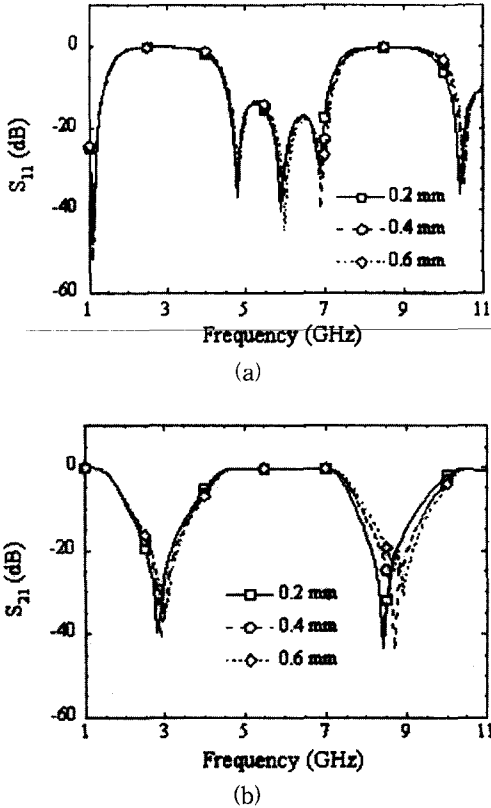 0
-20
-40
-60
S11 (dB)
0.2 mm
0.4 mm
0.6 mm
1 3 5 7 9 11
Frequency (GHz)
(a)
0
-20
-40
-60
S21 (dB)
0.2 mm
0.4 mm
0.6 mm
1 3 5 7 9 11
Frequency (GHz)
(b)